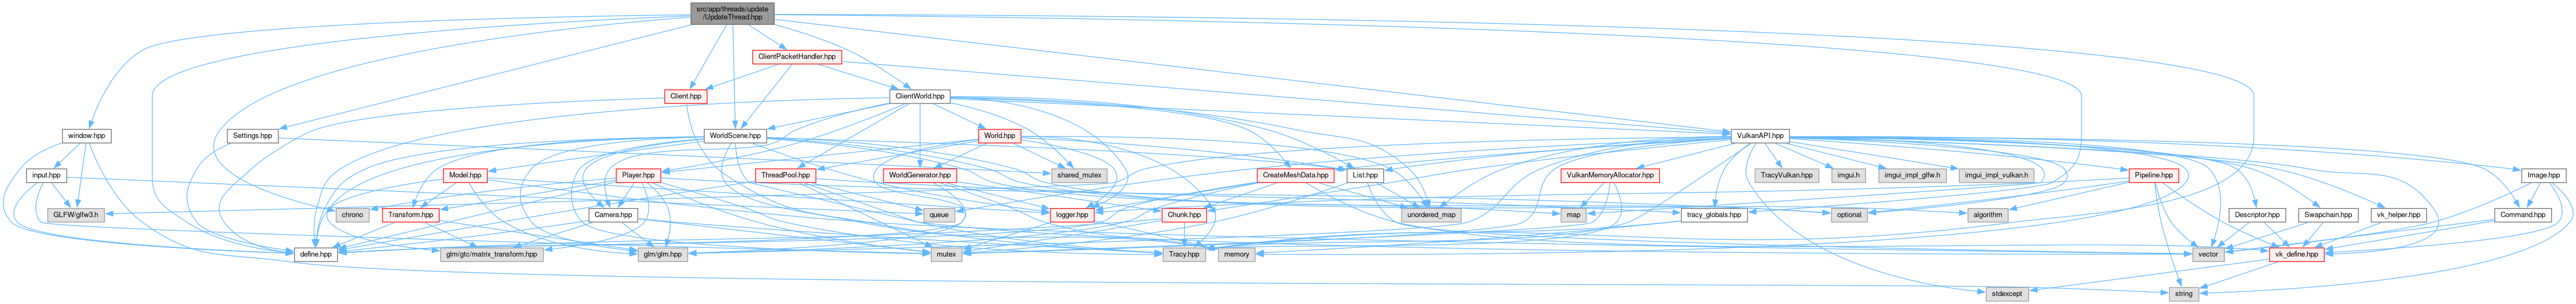 src/app/threads/update
/UpdateThread.hpp
ClientPacketHandler.hpp
Client.hpp
ClientWorld.hpp
window.hpp
Settings.hpp
WorldScene.hpp
World.hpp
VulkanAPI.hpp
input.hpp
Model.hpp
Player.hpp
ThreadPool.hpp
WorldGenerator.hpp
shared_mutex
CreateMeshData.hpp
List.hpp
VulkanMemoryAllocator.hpp
TracyVulkan.hpp
imgui.h
imgui_impl_glfw.h
imgui_impl_vulkan.h
Pipeline.hpp
Image.hpp
GLFW/glfw3.h
chrono
Transform.hpp
Camera.hpp
queue
logger.hpp
Chunk.hpp
unordered_map
map
tracy_globals.hpp
optional
algorithm
Descriptor.hpp
Swapchain.hpp
vk_helper.hpp
Command.hpp
define.hpp
glm/gtc/matrix_transform.hpp
glm/glm.hpp
mutex
Tracy.hpp
memory
vector
vk_define.hpp
stdexcept
string